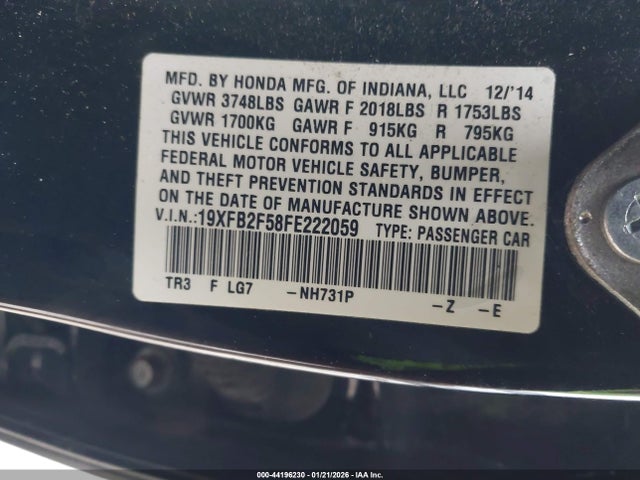 MFD. BY HONDA MFG. OF INDIANA, LLC 12/'14
GVWR 3748LBS GAWR F 2018LBS R 1753LBS
GVWR 1700KG GAWR F 915KG R 795KG
THIS VEHICLE CONFORMS TO ALL APPLICABLE
FEDERAL MOTOR VEHICLE SAFETY, BUMPER,
AND THEFT PREVENTION STANDARDS IN EFFECT
ON THE DATE OF MANUFACTURE SHOWN ABOVE.
V.I.N.:19XFB2F58FE222059 TYPE: PASSENGER CAR
TR3 F LG7 -NH731P -Z -E
000-44196230 - 01/21/2026 - IAA Inc.